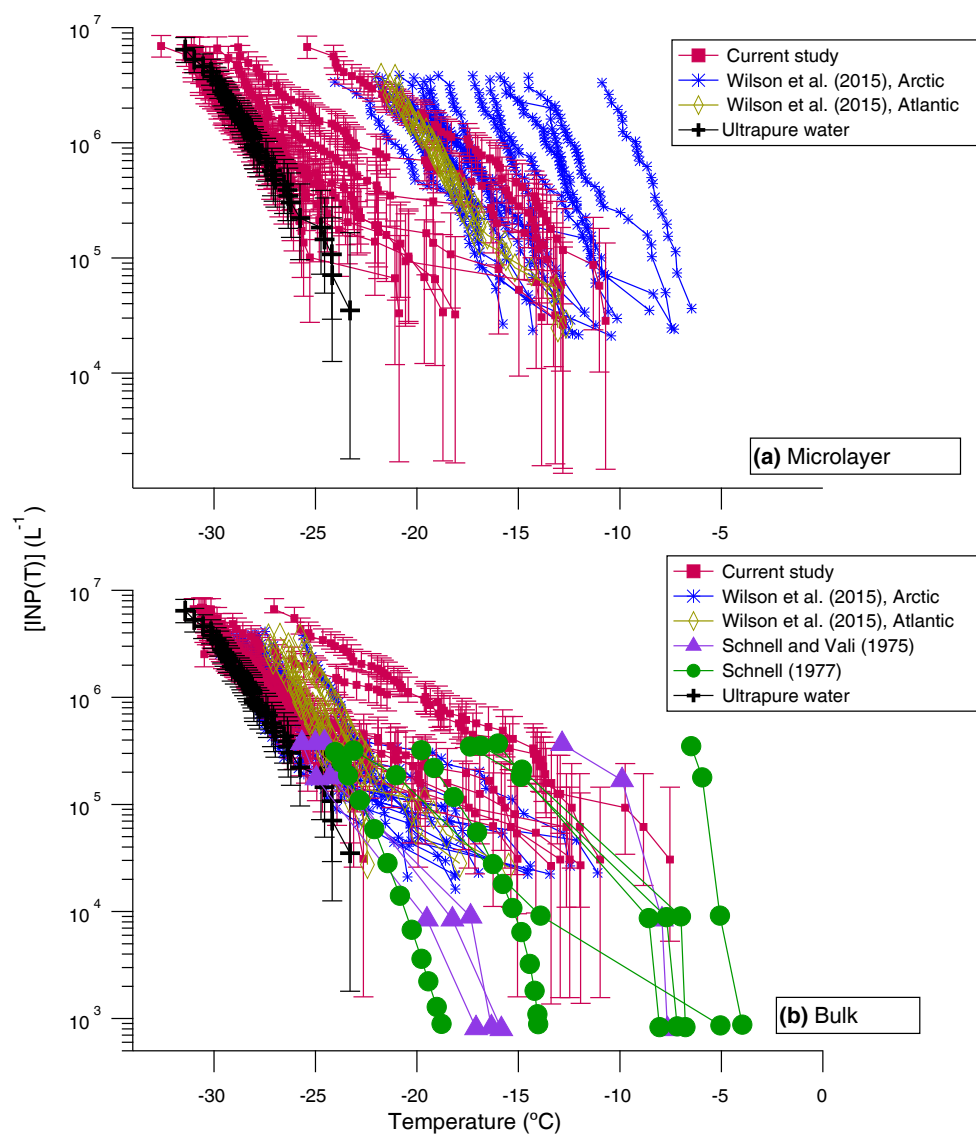 10^7
10^6
10^5
10^4
-30 -25 -20 -15 -10 -5
Current study
Wilson et al. (2015), Arctic
Wilson et al. (2015), Atlantic
Ultrapure water
(a) Microlayer
[INP(T)] (L^-1)
10^7
10^6
10^5
10^4
10^3
Current study
Wilson et al. (2015), Arctic
Wilson et al. (2015), Atlantic
Schnell and Vali (1975)
Schnell (1977)
Ultrapure water
(b) Bulk
-30 -25 -20 -15 -10 -5 0
Temperature (ºC)